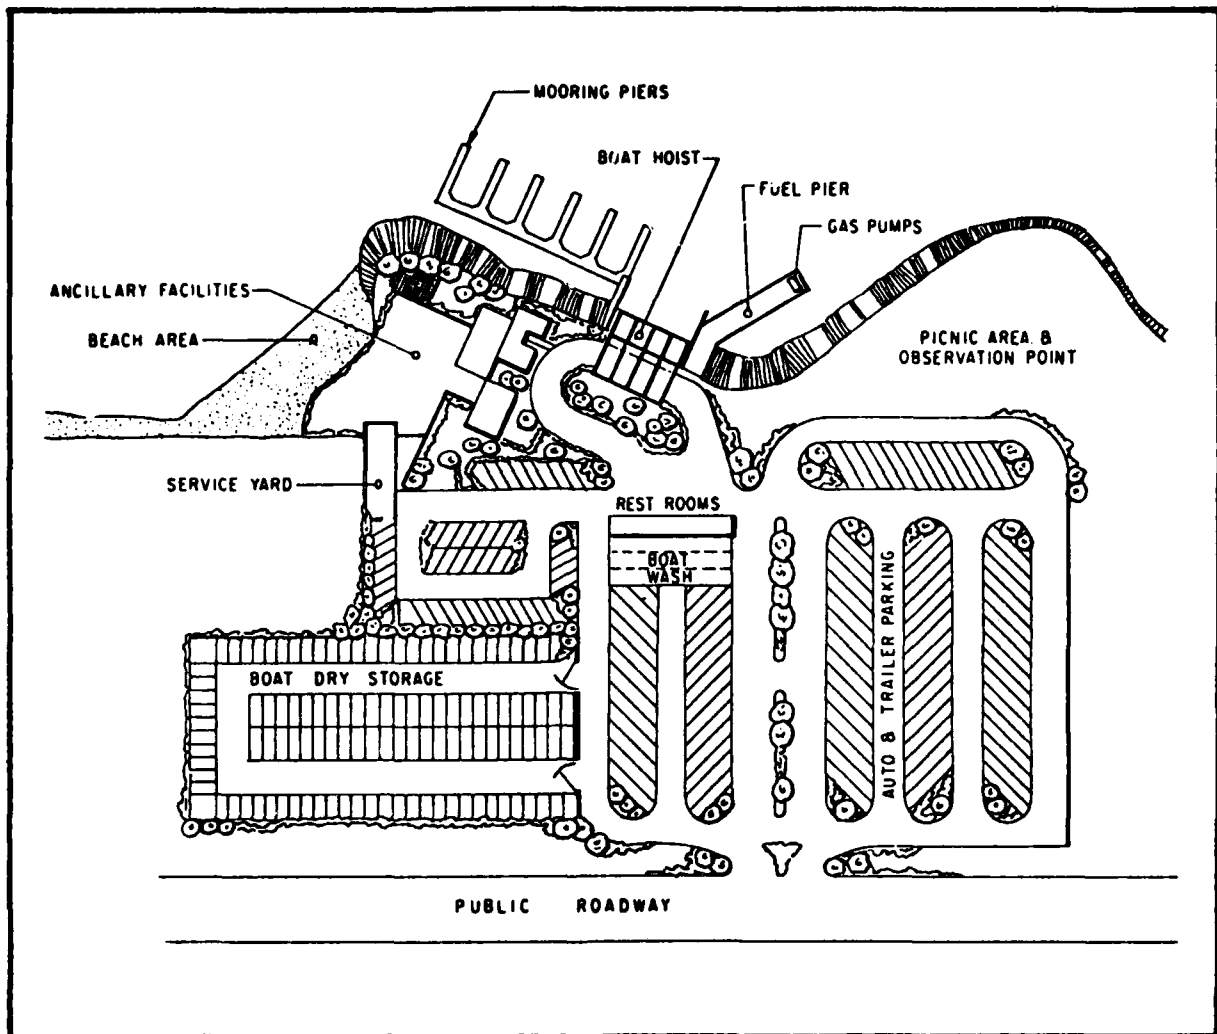 MOORING PIERS
BOAT HOIST
FUEL PIER
GAS PUMPS
ANCILLARY FACILITIES
BEACH AREA
PICNIC AREA &
OBSERVATION POINT
SERVICE YARD
REST ROOMS
BOAT
WASH
BOAT DRY STORAGE
AUTO & TRAILER PARKING
PUBLIC ROADWAY